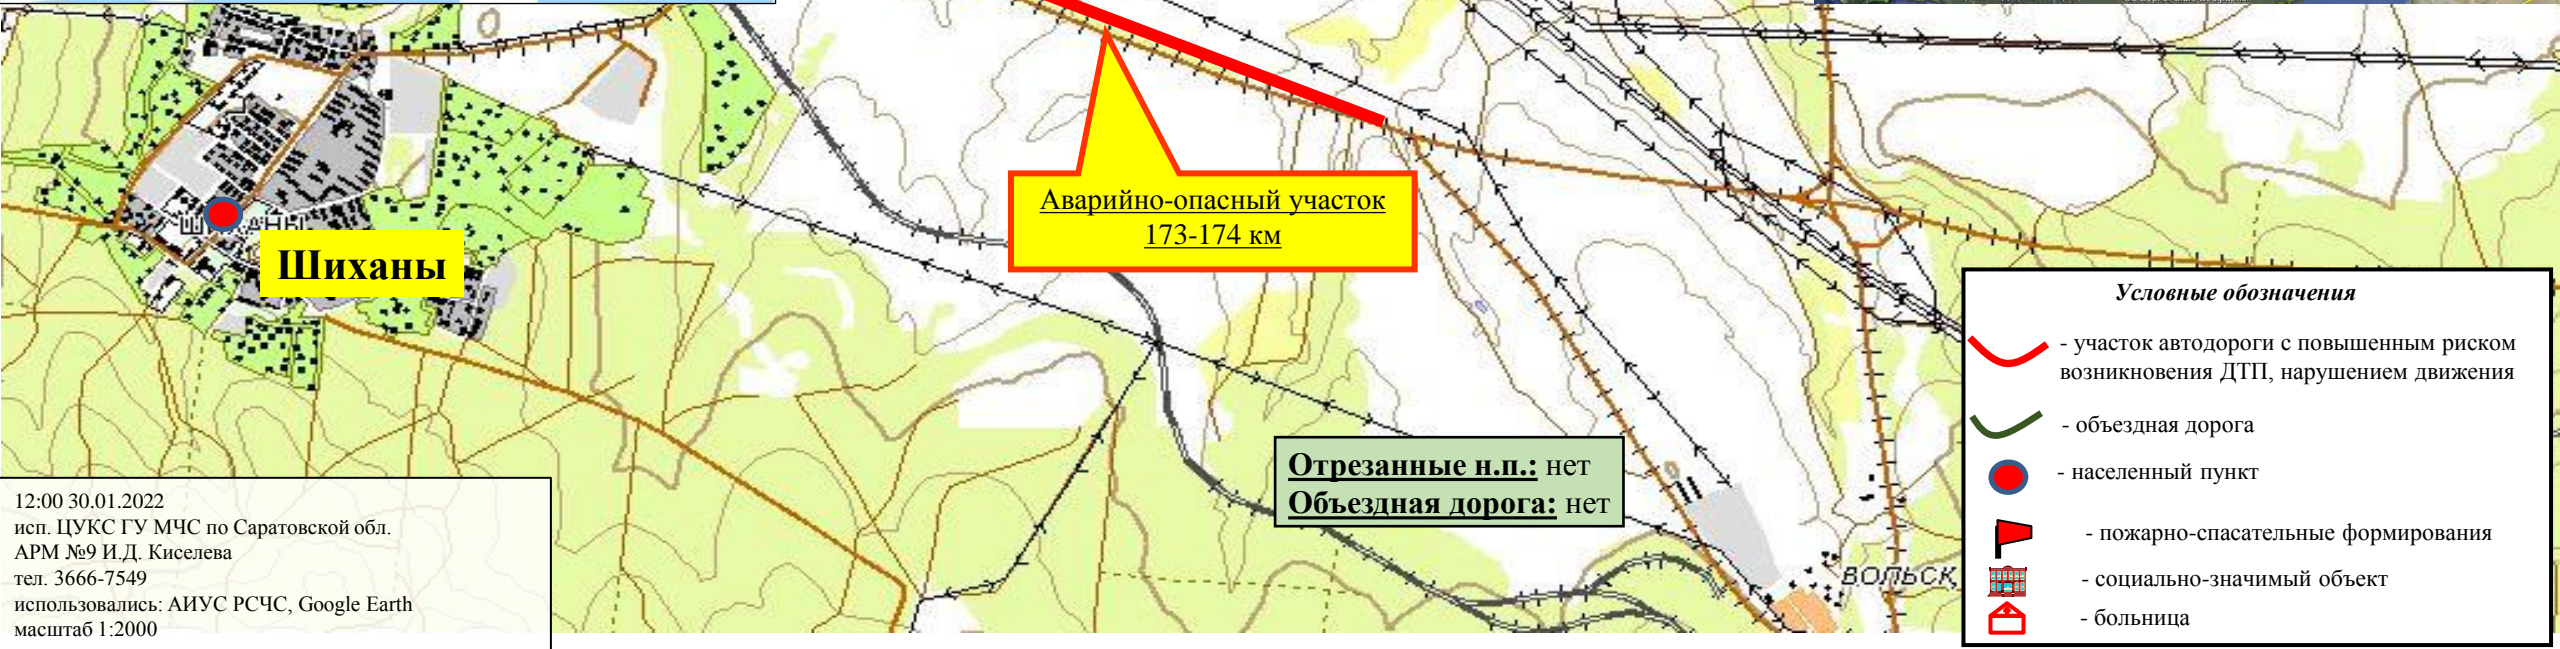 ШИХАНЫ
Шиханы
Аварийно-опасный участок
173-174 км
Отрезанные н.п.: нет
Объездная дорога: нет
ВОЛЬСК
12:00 30.01.2022
исп. ЦУКС ГУ МЧС по Саратовской обл.
АРМ №9 И.Д. Киселева
тел. 3666-7549
использовались: АИУС РСЧС, Google Earth
масштаб 1:2000
Условные обозначения
- участок автодороги с повышенным риском
возникновения ДТП, нарушением движения
- объездная дорога
- населенный пункт
- пожарно-спасательные формирования
- социально-значимый объект
- больница